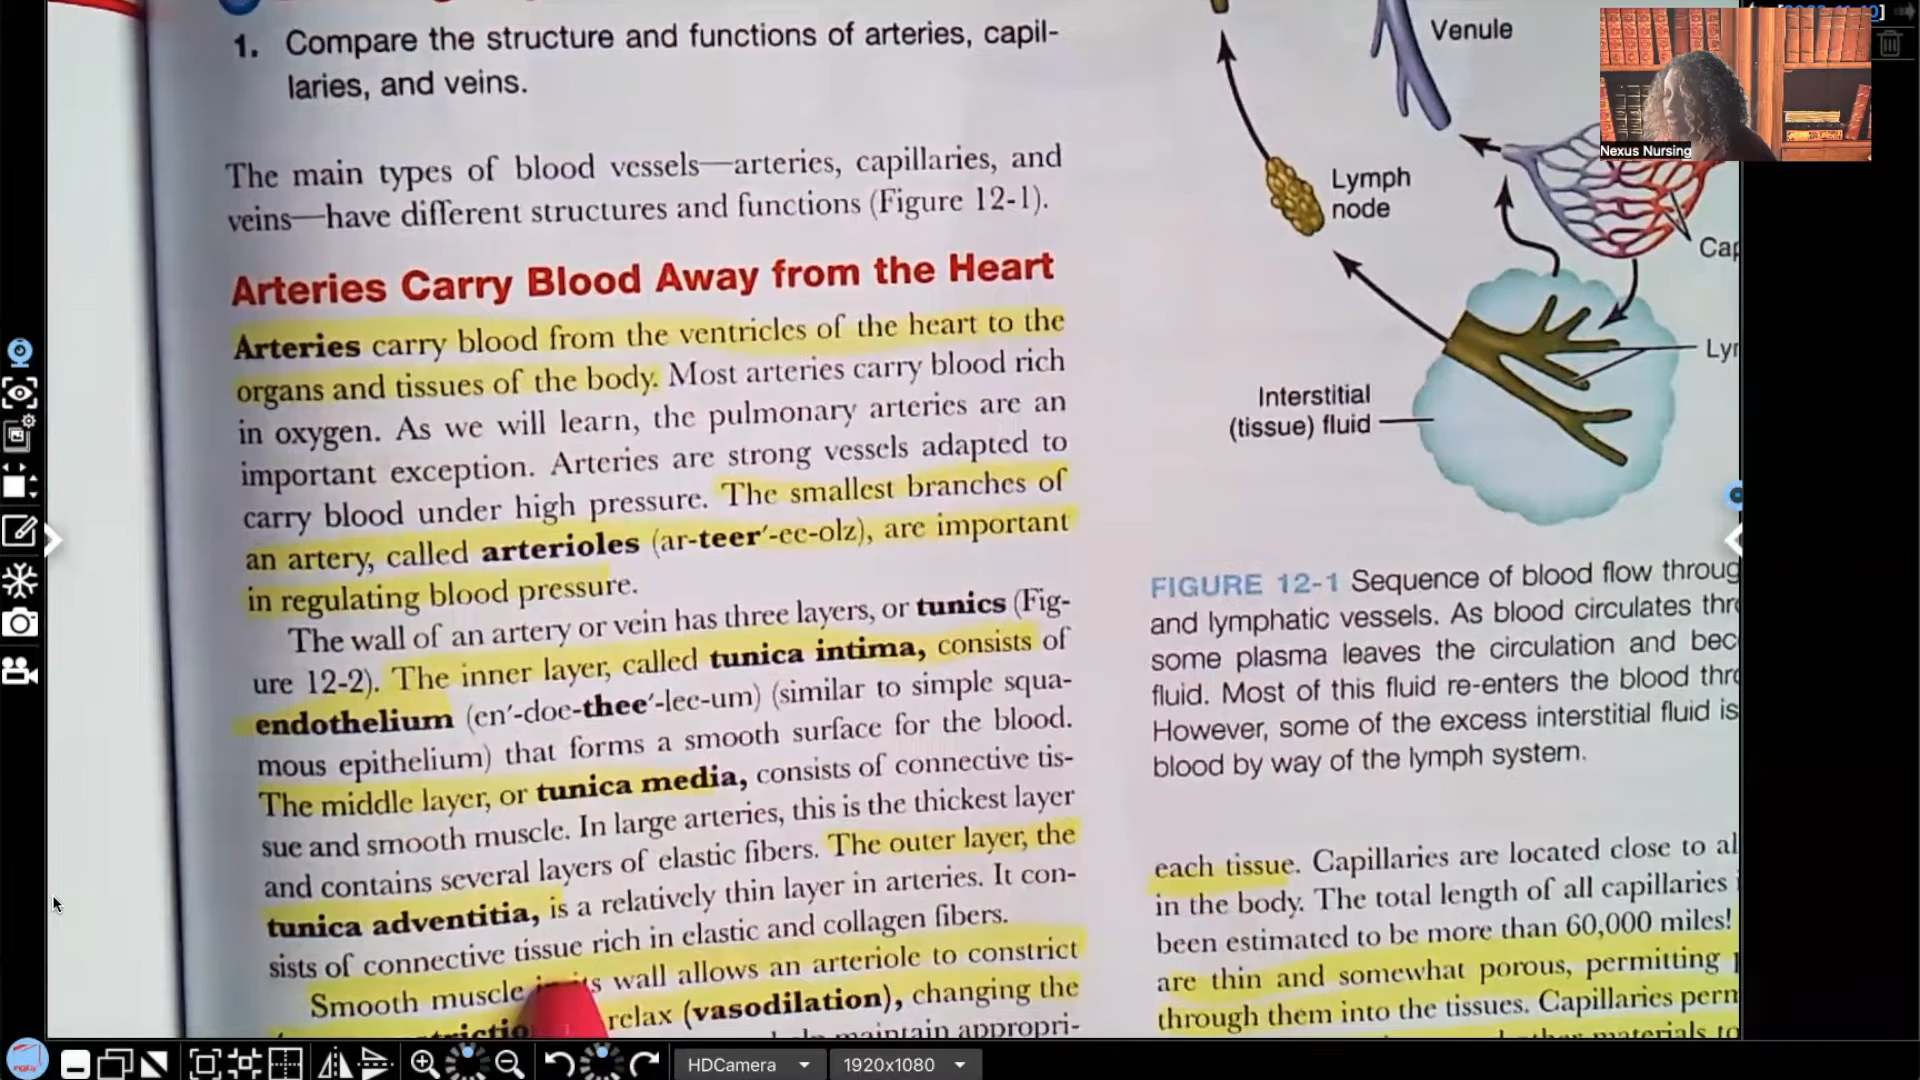 1. Compare the structure and functions of arteries, capil-
laries, and veins.
The main types of blood vessels—arteries, capillaries, and
veins—have different structures and functions (Figure 12-1).
Arteries Carry Blood Away from the Heart
Arteries carry blood from the ventricles of the heart to the
organs and tissues of the body. Most arteries carry blood rich
in oxygen. As we will learn, the pulmonary arteries are an
important exception. Arteries are strong vessels adapted to
carry blood under high pressure. The smallest branches of
an artery, called arterioles (ar-teer′-ee-olz), are important
in regulating blood pressure.
The wall of an artery or vein has three layers, or tunics (Fig-
ure 12-2). The inner layer, called tunica intima, consists of
endothelium (en′-doe-thee′-lee-um) (similar to simple squa-
mous epithelium) that forms a smooth surface for the blood.
The middle layer, or tunica media, consists of connective tis-
sue and smooth muscle. In large arteries, this is the thickest layer
and contains several layers of elastic fibers. The outer layer, the
tunica adventitia, is a relatively thin layer in arteries. It con-
sists of connective tissue rich in elastic and collagen fibers.
Smooth muscle wall allows an arteriole to constrict
relax (vasodilation), changing the
maintain appropri-
Venule
Lymph
node
Cap
Lyn
Interstitial
(tissue) fluid
FIGURE 12-1 Sequence of blood flow throug
and lymphatic vessels. As blood circulates thr
some plasma leaves the circulation and bec
fluid. Most of this fluid re-enters the blood thr
However, some of the excess interstitial fluid is
blood by way of the lymph system.
each tissue. Capillaries are located close to al
in the body. The total length of all capillaries
been estimated to be more than 60,000 miles!
are thin and somewhat porous, permitting
through them into the tissues. Capillaries perm
materials to
Nexus Nursing
HDCamera
1920x1080